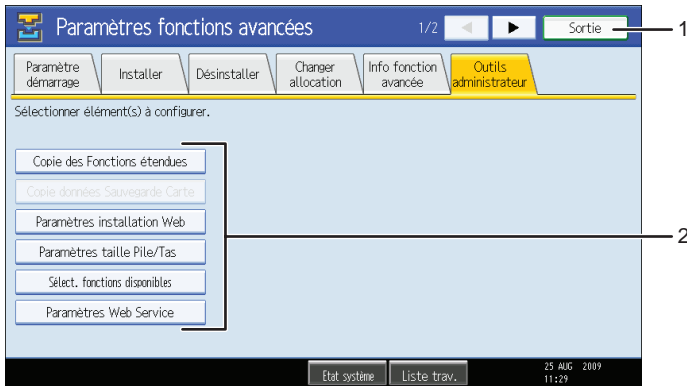 Paramètres fonctions avancées
1/2
Sortie
1
Paramètre
démarrage
Installer
Désinstaller
Changer
allocation
Info fonction
avancée
Outils
administrateur
Sélectionner élément(s) à configurer.
Copie des Fonctions étendues
Copie données Sauvegarde Carte
Paramètres installation Web
Paramètres taille Pile/Tas
2
Sélect. fonctions disponibles
Paramètres Web Service
Etat système
Liste trav.
25 AUG 2009
11:29